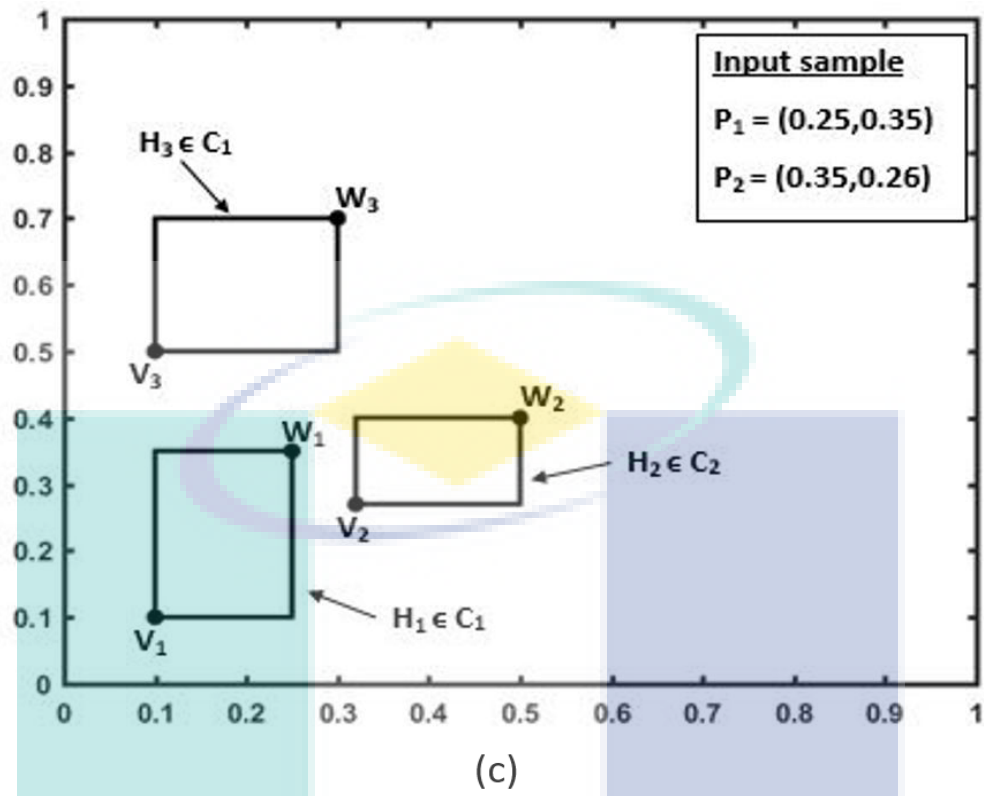 1
0.9
0.8
0.7
0.6
0.5
0.4
0.3
0.2
0.1
0
0 0.1 0.2 0.3 0.4 0.5 0.6 0.7 0.8 0.9 1
Input sample
P₁ = (0.25,0.35)
P₂ = (0.35,0.26)
H₃ ϵ C₁
W₃
V₃
W₂
W₁
H₂ ϵ C₂
V₂
H₁ ϵ C₁
V₁
(c)